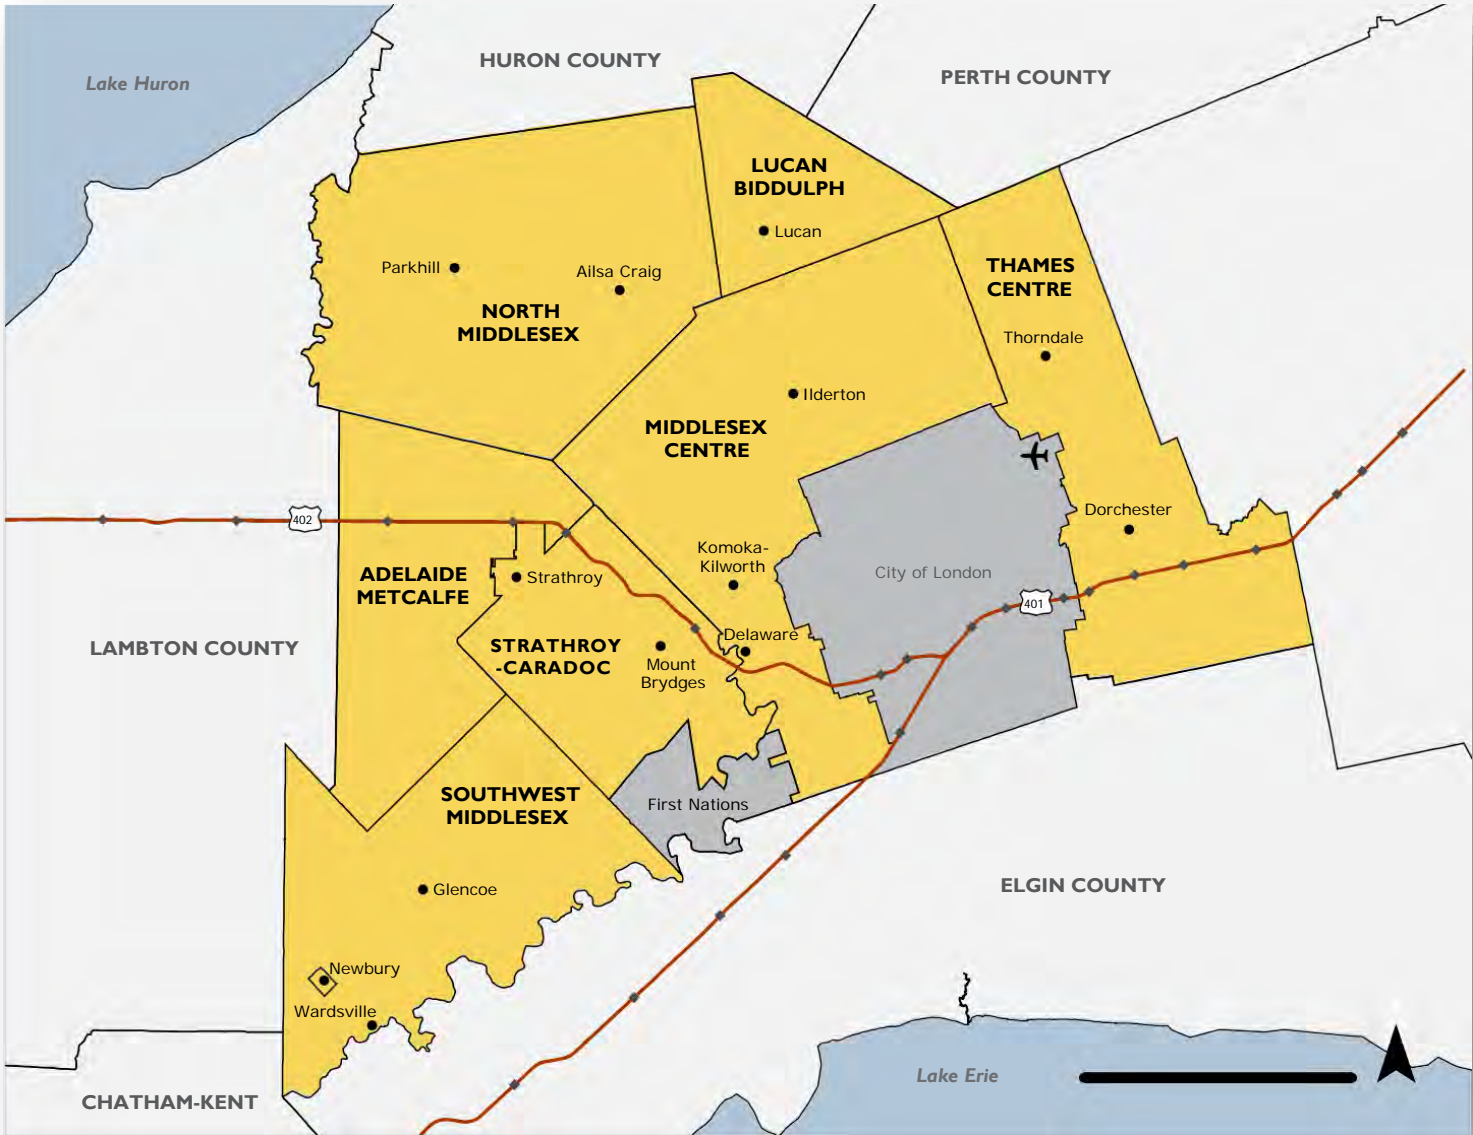 HURON COUNTY
PERTH COUNTY
Lake Huron
LUCAN
BIDDULPH
Lucan
Parkhill
Ailsa Craig
THAMES
CENTRE
NORTH
MIDDLESEX
Thorndale
Ilderton
MIDDLESEX
CENTRE
Dorchester
402
Komoka-
Kilworth
City of London
ADELAIDE
METCALFE
Strathroy
401
Delaware
LAMBTON COUNTY
STRATHROY
-CARADOC
Mount
Brydges
SOUTHWEST
MIDDLESEX
First Nations
Glencoe
ELGIN COUNTY
Newbury
Wardsville
Lake Erie
CHATHAM-KENT